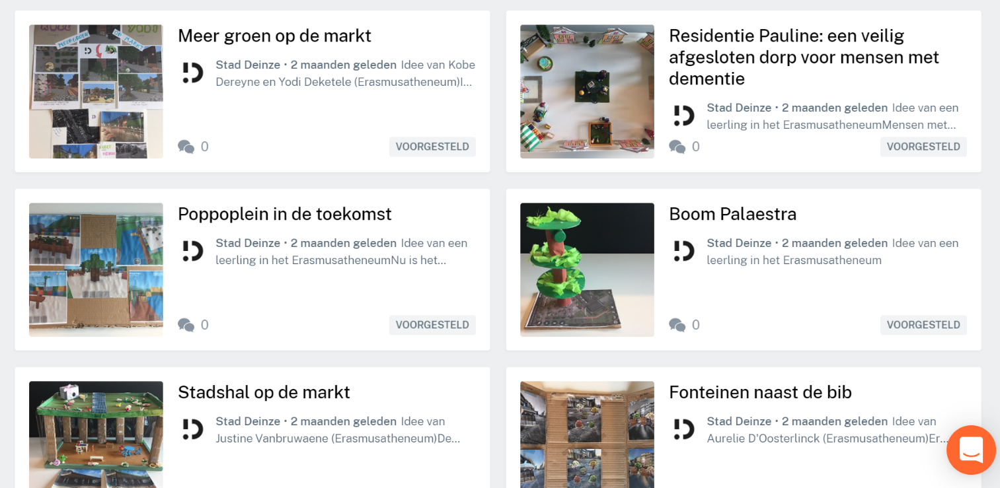 Meer groen op de markt
Stad Deinze • 2 maanden geleden Idee van Kobe
Dereyne en Yodi Deketele (Erasmusatheneum)I...
0
VOORGESTELD
Residentie Pauline: een veilig
afgesloten dorp voor mensen met
dementie
Stad Deinze • 2 maanden geleden Idee van een
leerling in het ErasmusatheneumMensen met...
0
VOORGESTELD
Poppoplein in de toekomst
Stad Deinze • 2 maanden geleden Idee van een
leerling in het ErasmusatheneumNu is het...
0
VOORGESTELD
Boom Palaestra
Stad Deinze • 2 maanden geleden Idee van een
leerling in het Erasmusatheneum
0
VOORGESTELD
Stadshal op de markt
Stad Deinze • 2 maanden geleden Idee van
Justine Vanbruwaene (Erasmusatheneum)De...
Fonteinen naast de bib
Stad Deinze • 2 maanden geleden Idee van
Aurelie D'Oosterlinck (Erasmusatheneum)Er...